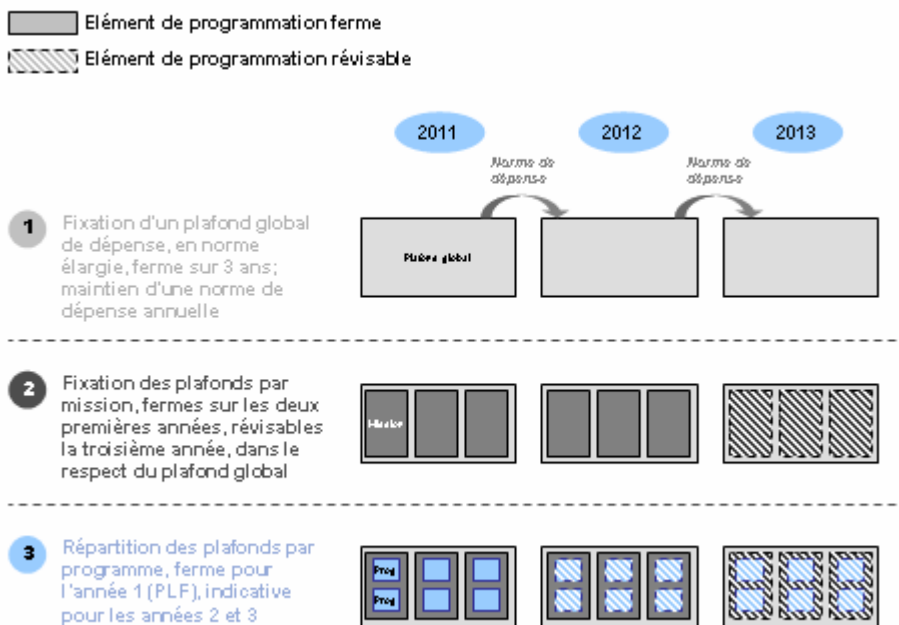 Elément de programmation ferme
Elément de programmation révisable
2011
2012
2013
Norme de
dépense
Norme de
dépense
1
Fixation d'un plafond global
de dépense, en norme
élargie, ferme sur 3 ans;
maintien d'une norme de
dépense annuelle
global
2
Fixation des plafonds par
mission, fermes sur les deux
premières années, révisables
la troisième année, dans le
respect du plafond global
Mission
3
Répartition des plafonds par
programme, ferme pour
l'année 1 (PLF), indicative
pour les années 2 et 3
Prog
Prog